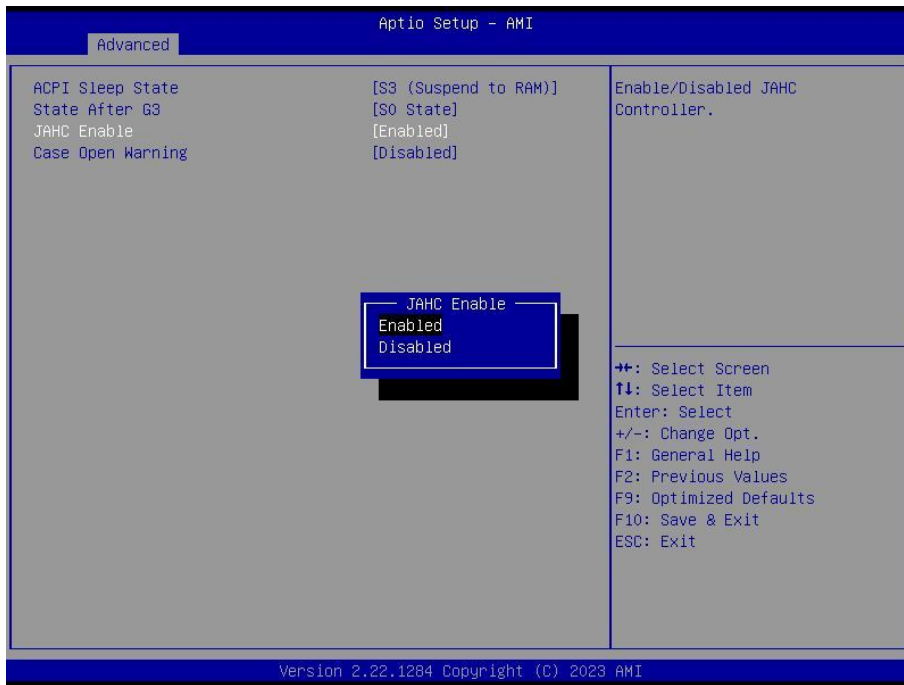 Aptio Setup – AMI
Advanced
ACPI Sleep State [S3 (Suspend to RAM)]
State After G3 [S0 State]
JAHC Enable [Enabled]
Case Open Warning [Disabled]
Enable/Disabled JAHC
Controller.
JAHC Enable
Enabled
Disabled
→←: Select Screen
↑↓: Select Item
Enter: Select
+/-: Change Opt.
F1: General Help
F2: Previous Values
F9: Optimized Defaults
F10: Save & Exit
ESC: Exit
Version 2.22.1284 Copyright (C) 2023 AMI